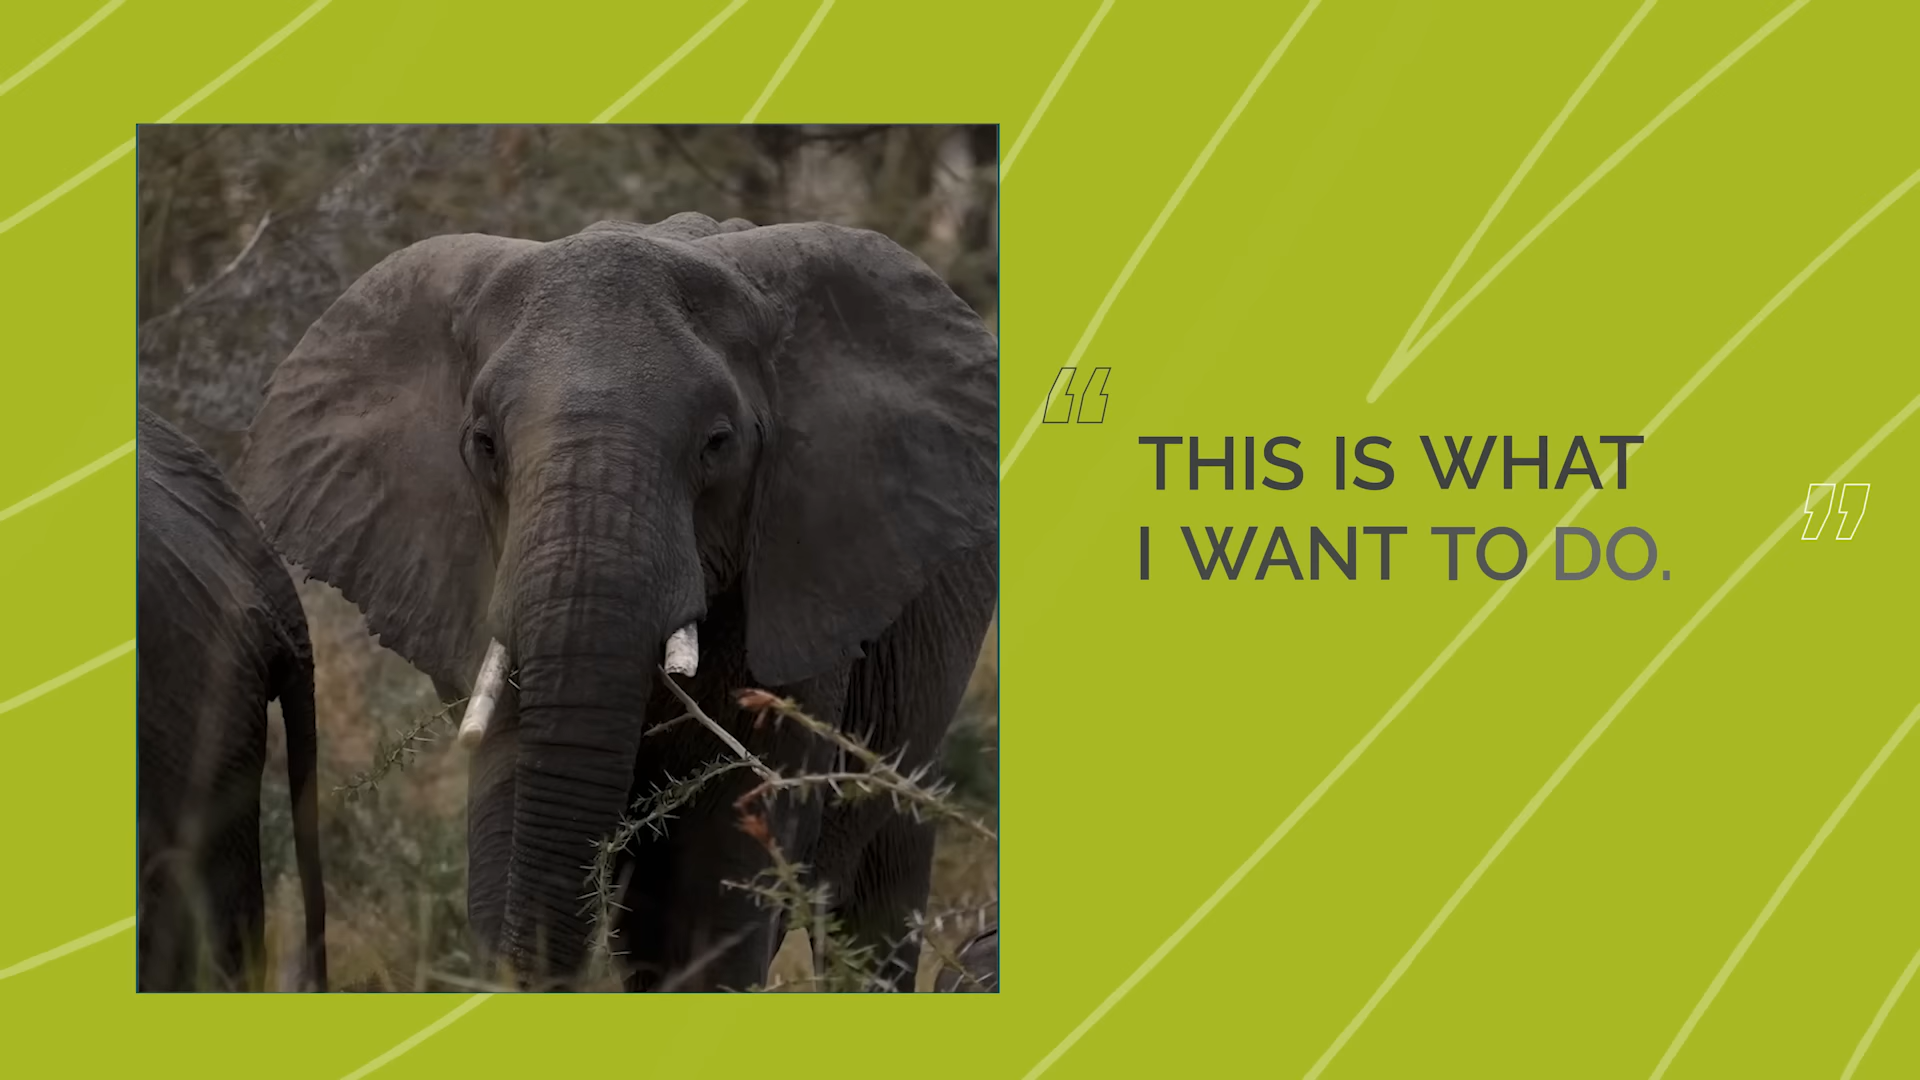 “
THIS IS WHAT
I WANT TO DO.
”